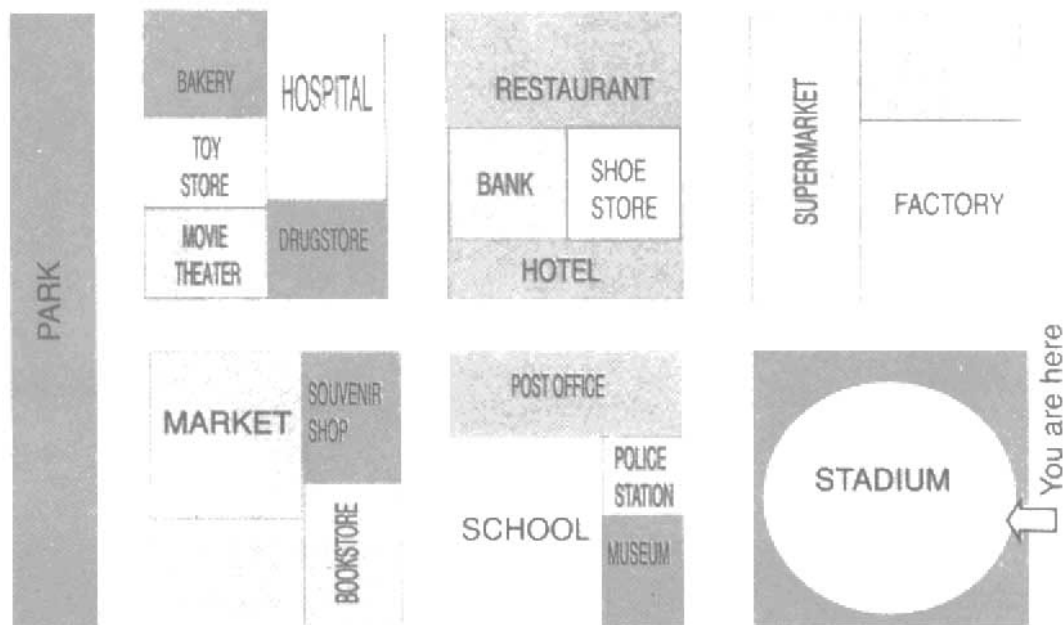 PARK
BAKERY
HOSPITAL
TOY
STORE
MOVIE
THEATER
DRUGSTORE
RESTAURANT
BANK
SHOE
STORE
HOTEL
SUPERMARKET
FACTORY
MARKET
SOUVENIR
SHOP
BOOKSTORE
POST OFFICE
POLICE
STATION
SCHOOL
MUSEUM
STADIUM
You are here